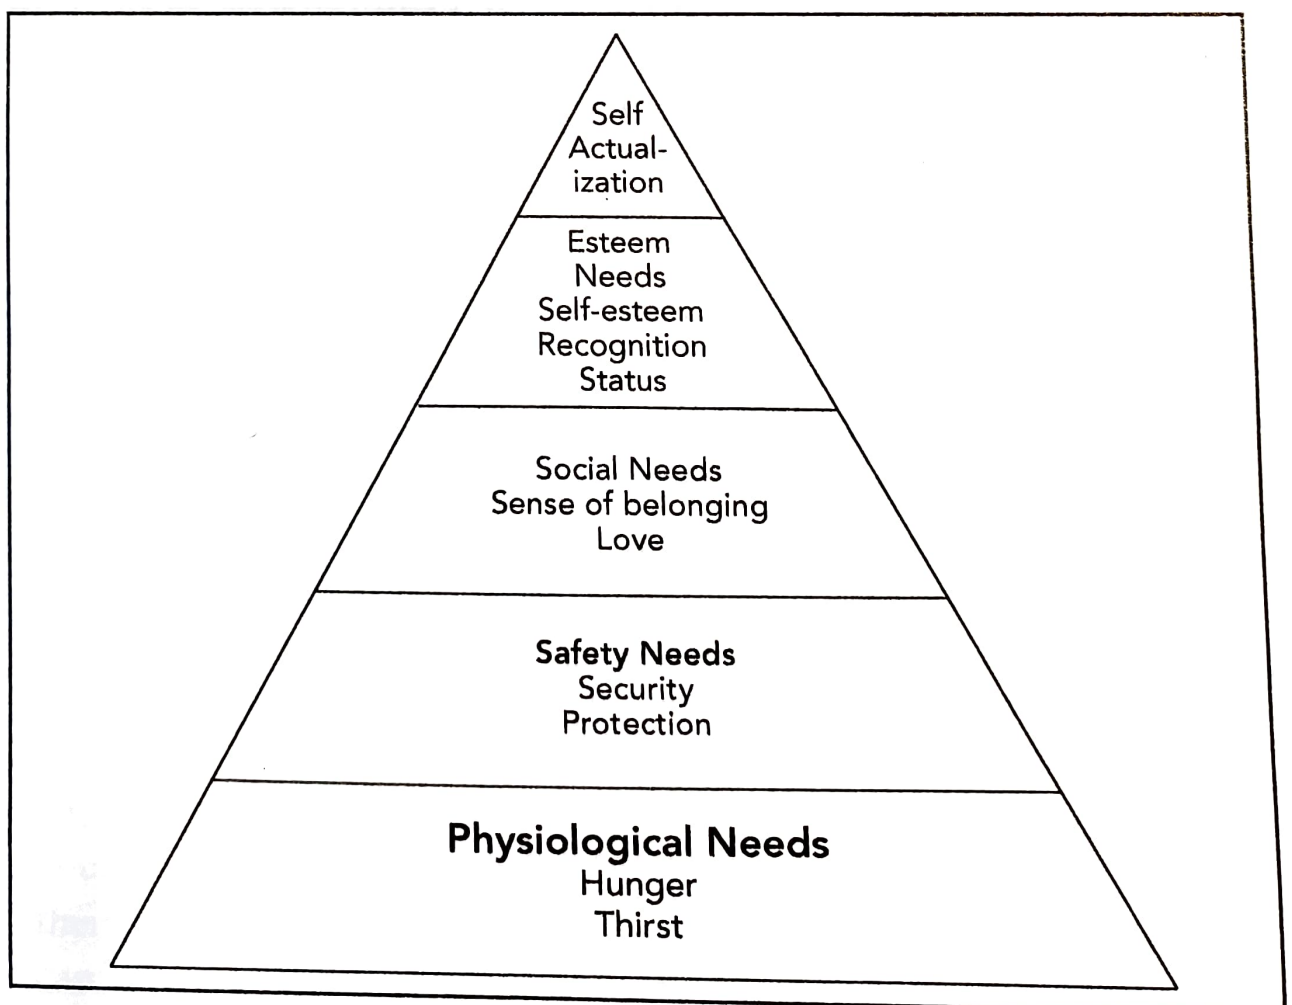 Self
Actual-
ization
Esteem
Needs
Self-esteem
Recognition
Status
Social Needs
Sense of belonging
Love
Safety Needs
Security
Protection
Physiological Needs
Hunger
Thirst